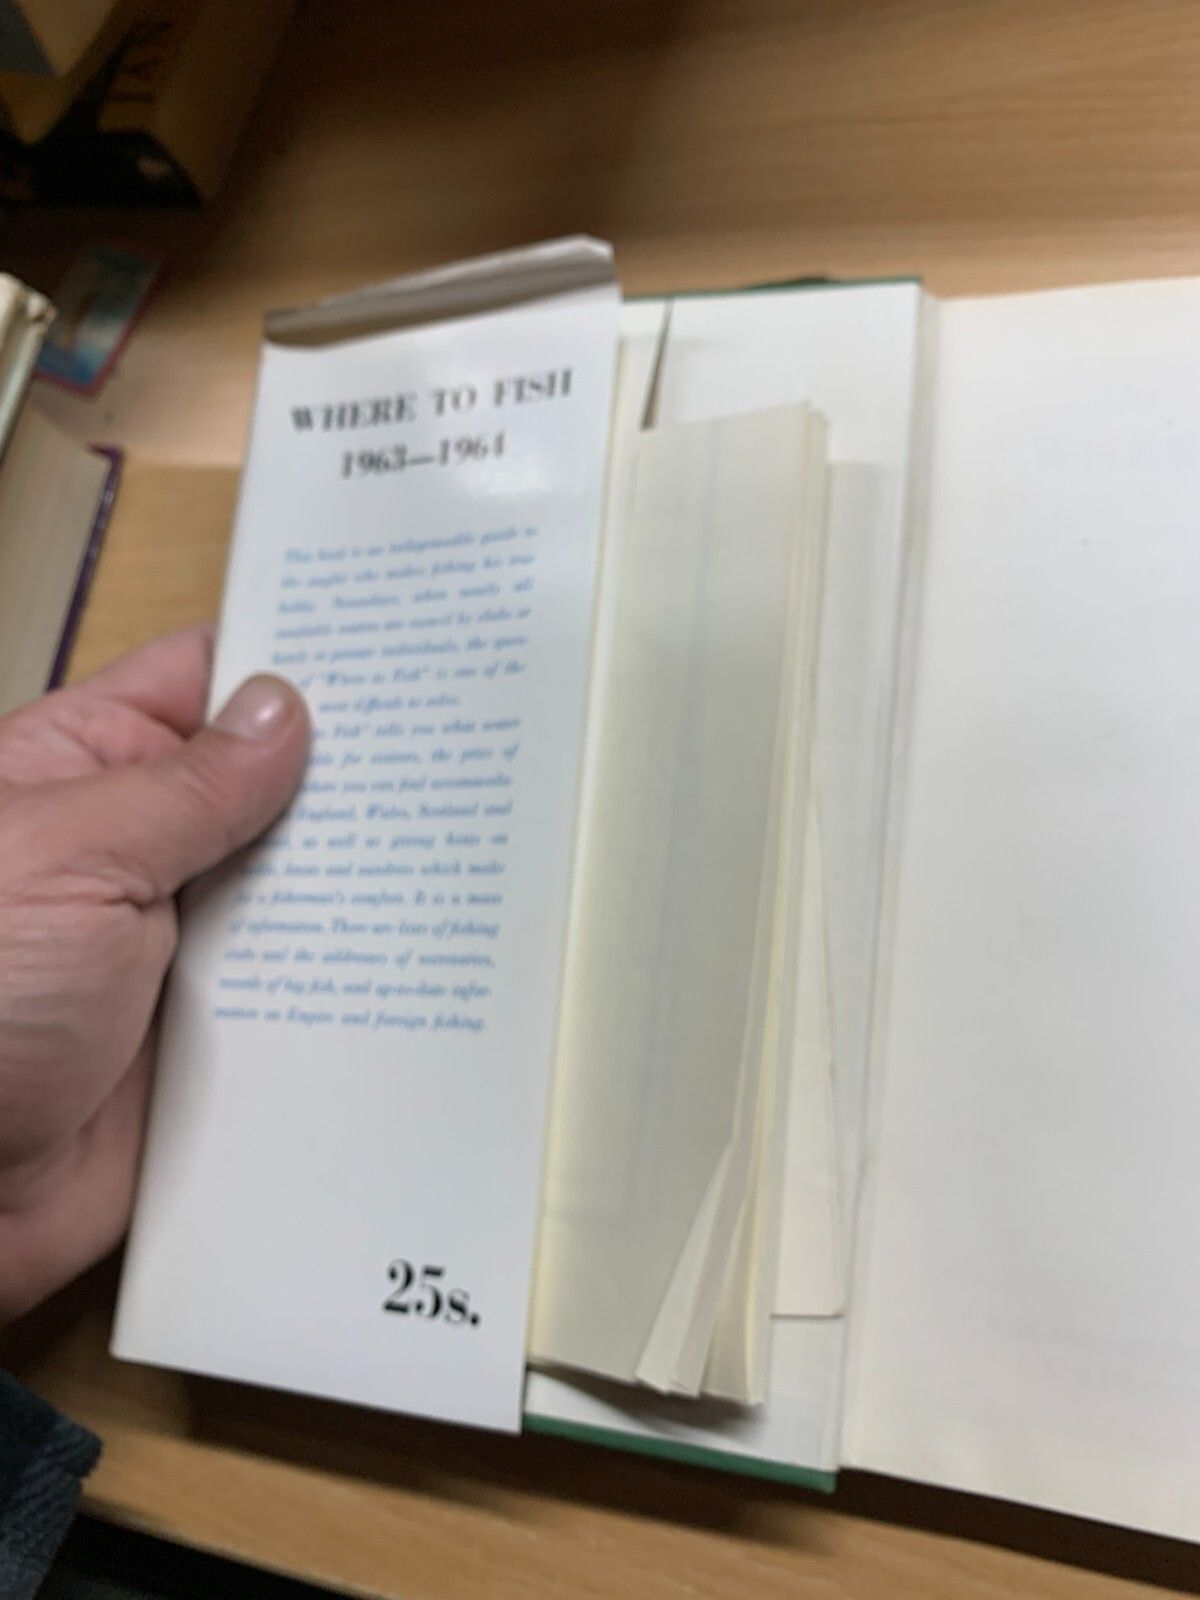 WHERE TO FISH
1963—1964
This book is an indispensable guide to
the angler who makes fishing his true
hobby. Nowadays, when nearly all
available waters are owned by clubs or
hotels or private individuals, the ques-
of "Where to Fish" is one of the
most difficult to solve.
to Fish" tells you what water
for visitors, the price of
where you can find accommoda-
England, Wales, Scotland and
as well as giving hints on
knots and sundries which make
for a fisherman's comfort. It is a mass
of information. There are lists of fishing
clubs and the addresses of secretaries,
records of big fish, and up-to-date infor-
mation on Empire and foreign fishing.
25s.